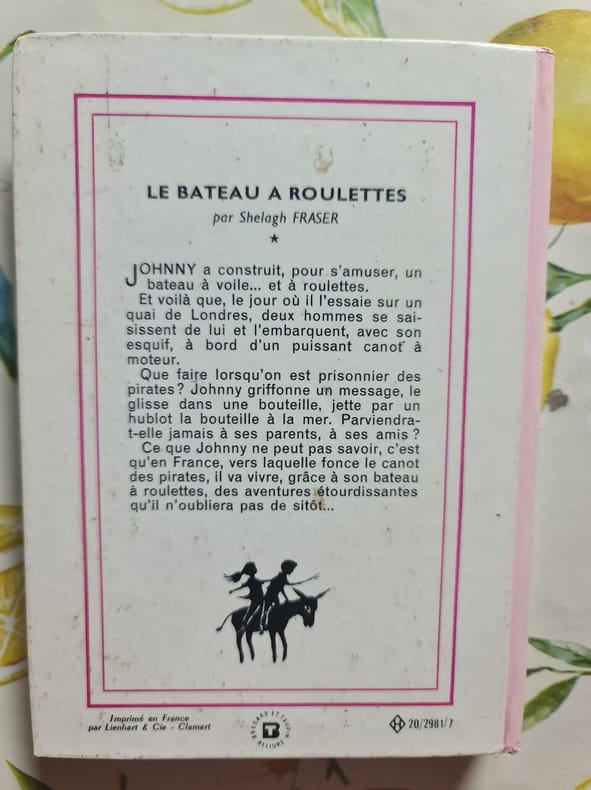 LE BATEAU A ROULETTES
par Shelagh FRASER
★
JOHNNY a construit, pour s'amuser, un
bateau à voile... et à roulettes.
Et voilà que, le jour où il l'essaie sur un
quai de Londres, deux hommes se sai-
sissent de lui et l'embarquent, avec son
esquif, à bord d'un puissant canot à
moteur.
Que faire lorsqu'on est prisonnier des
pirates ? Johnny griffonne un message, le
glisse dans une bouteille, jette par un
hublot la bouteille à la mer. Parviendra-
t-elle jamais à ses parents, à ses amis ?
Ce que Johnny ne peut pas savoir, c'est
qu'en France, vers laquelle fonce le canot
des pirates, il va vivre, grâce à son bateau
à roulettes, des aventures étourdissantes
qu'il n'oubliera pas de sitôt...
Imprimé en France
par Lienhart & Cie - Clamart
BRODARD ET TAUPIN
RELIURE
H 20/2981/7